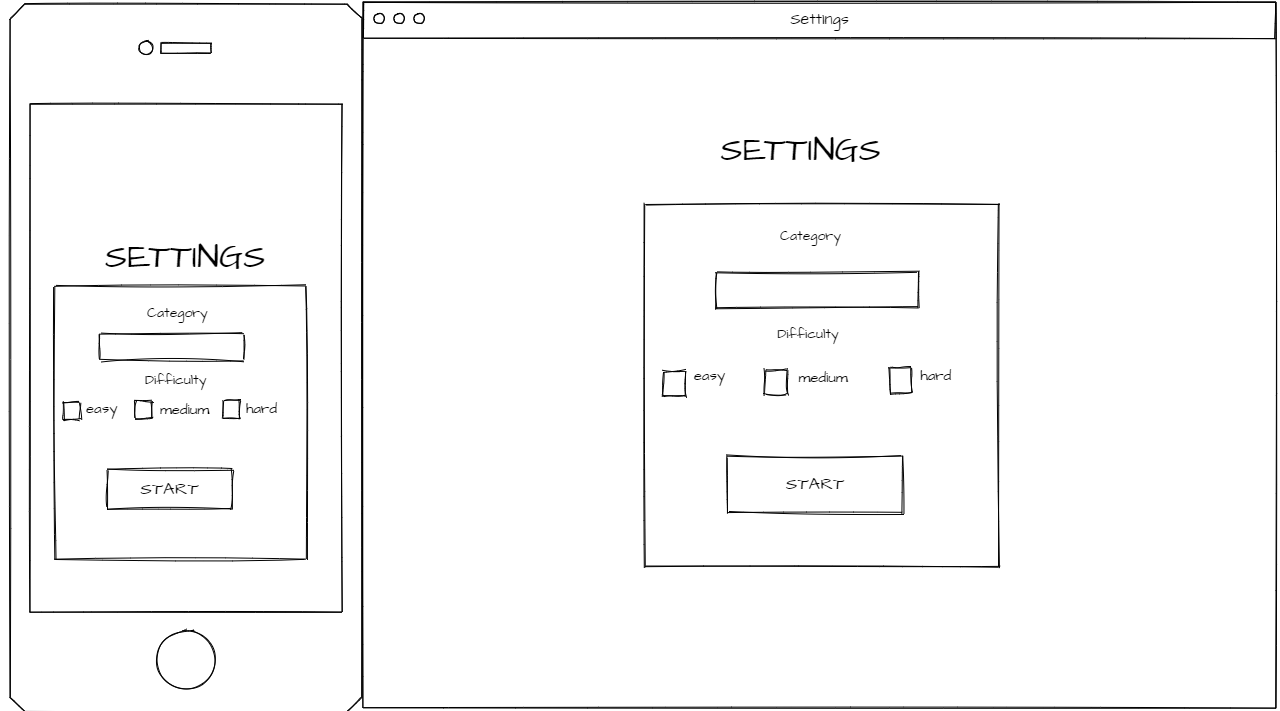 SETTINGS
Category
Difficulty
easy medium hard
START
Settings
SETTINGS
Category
Difficulty
easy medium hard
START